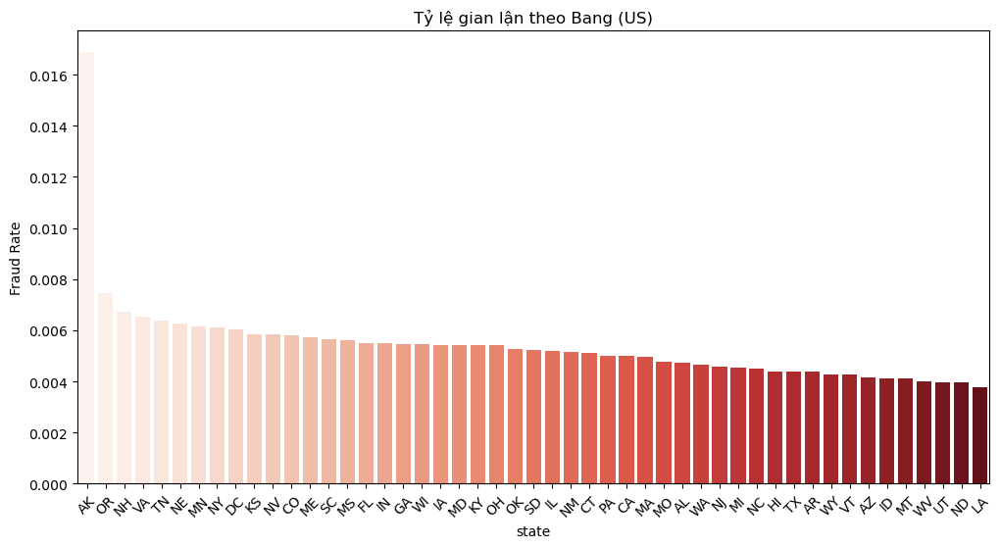 Tỷ lệ gian lận theo Bang (US)
Fraud Rate
0.016
0.014
0.012
0.010
0.008
0.006
0.004
0.002
0.000
AK OR NH VA TN NE MN NY DC KS NV CO ME SC MS FL IN GA WI IA MD KY OH OK SD IL NM CT PA CA MA MO AL WA NJ MI NC HI TX AR WY VT AZ ID MT WV UT ND LA
state